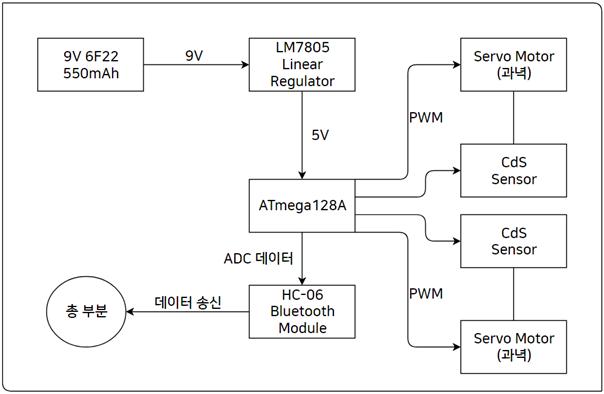 9V 6F22
550mAh
9V
LM7805
Linear
Regulator
Servo Motor
(과녁)
PWM
5V
CdS
Sensor
ATmega128A
CdS
Sensor
ADC 데이터
PWM
HC-06
Bluetooth
Module
데이터 송신
총 부분
Servo Motor
(과녁)